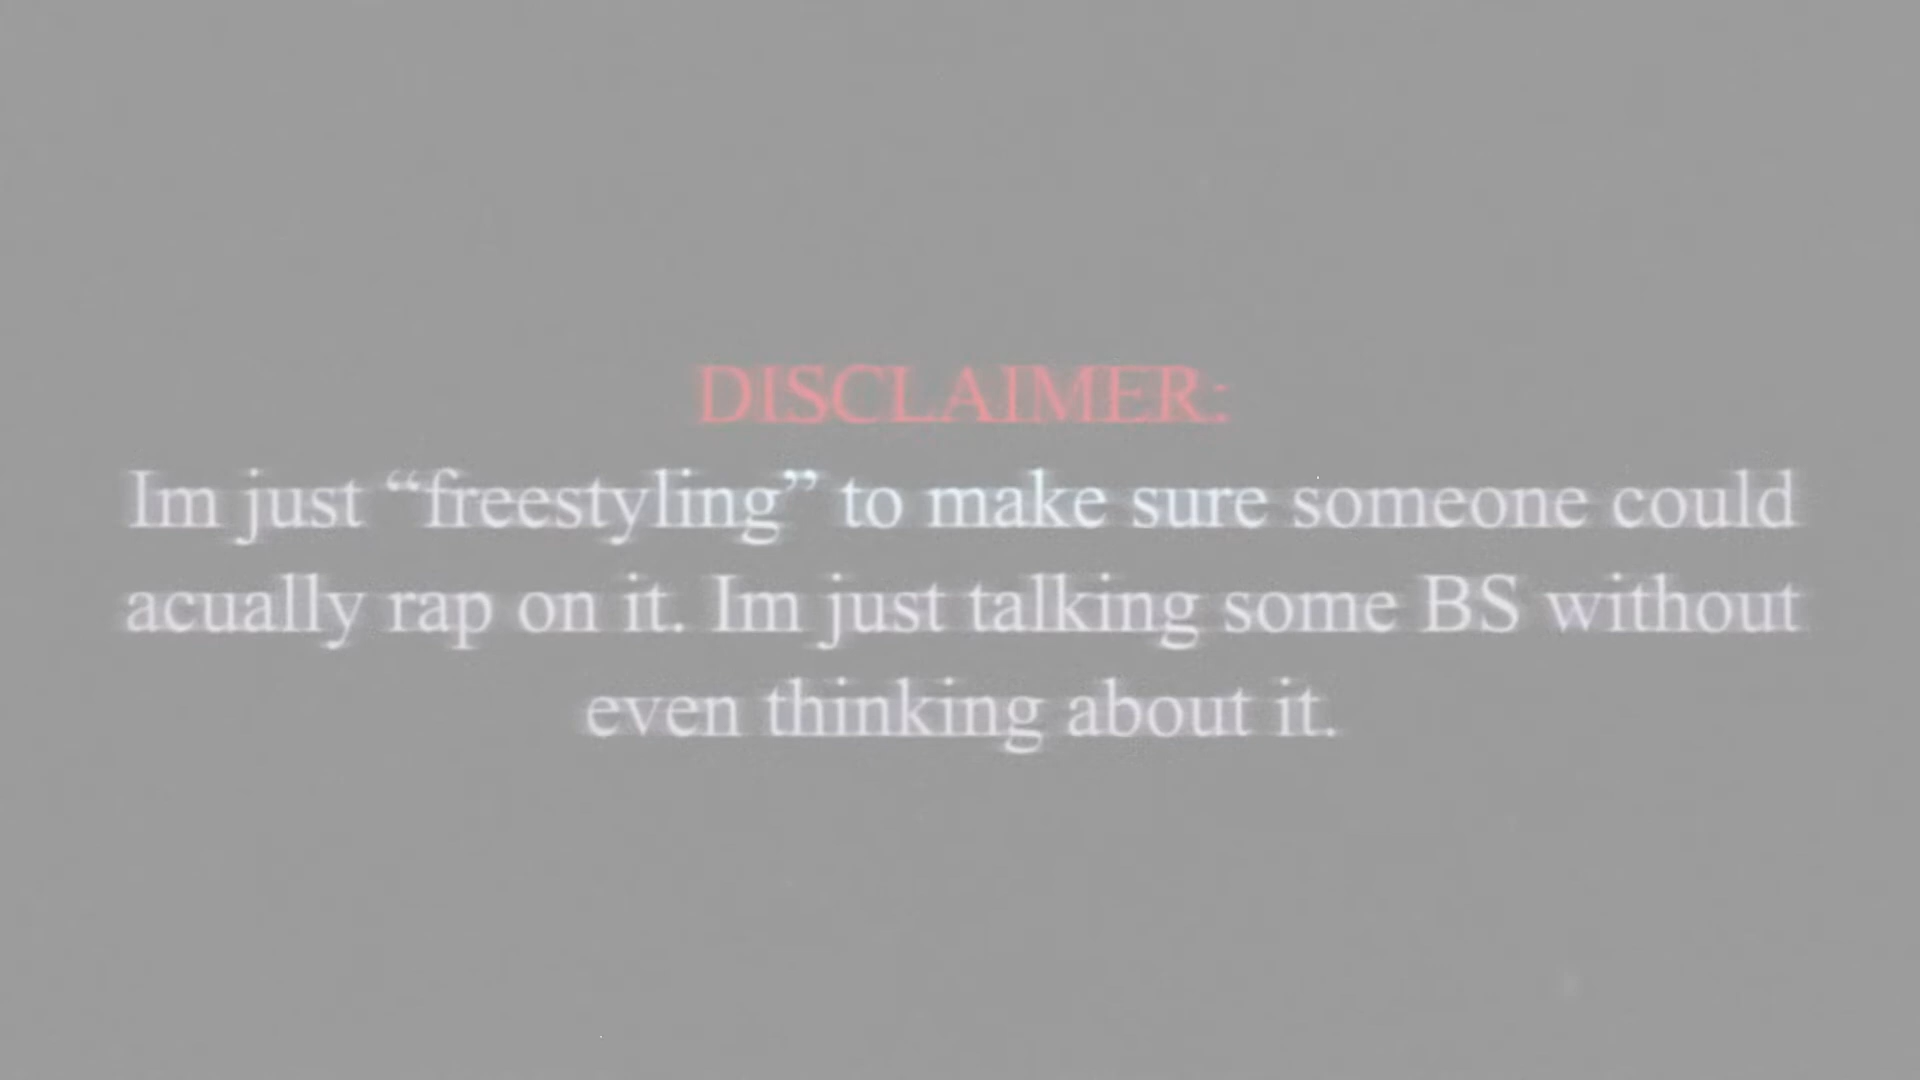 DISCLAIMER:
Im just “freestyling” to make sure someone could
acually rap on it. Im just talking some BS without
even thinking about it.